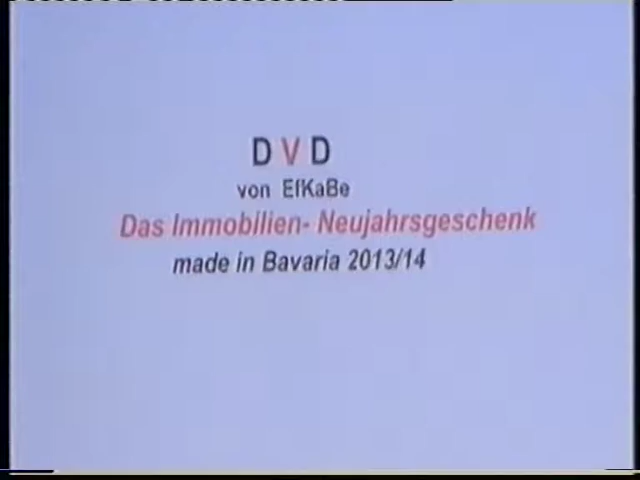 DVD
von EfKaBe
Das Immobilien- Neujahrsgeschenk
made in Bavaria 2013/14